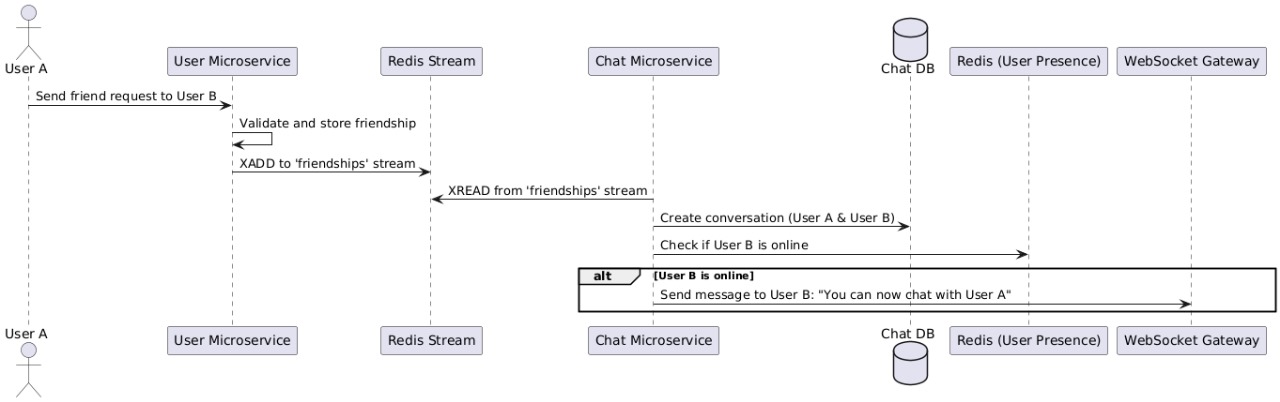 User A
User Microservice
Redis Stream
Chat Microservice
Chat DB
Redis (User Presence)
WebSocket Gateway
Send friend request to User B
Validate and store friendship
XADD to 'friendships' stream
XREAD from 'friendships' stream
Create conversation (User A & User B)
Check if User B is online
alt
[User B is online]
Send message to User B: "You can now chat with User A"
User A
User Microservice
Redis Stream
Chat Microservice
Chat DB
Redis (User Presence)
WebSocket Gateway